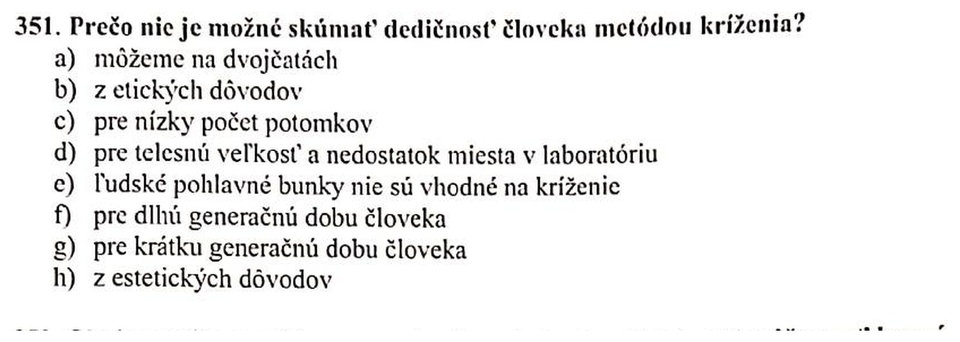 351. Prečo nie je možné skúmať dedičnosť človeka metódou kríženia?
a) môžeme na dvojčatách
b) z etických dôvodov
c) pre nízky počet potomkov
d) pre telesnú veľkosť a nedostatok miesta v laboratóriu
e) ľudské pohlavné bunky nie sú vhodné na kríženie
f) pre dlhú generačnú dobu človeka
g) pre krátku generačnú dobu človeka
h) z estetických dôvodov